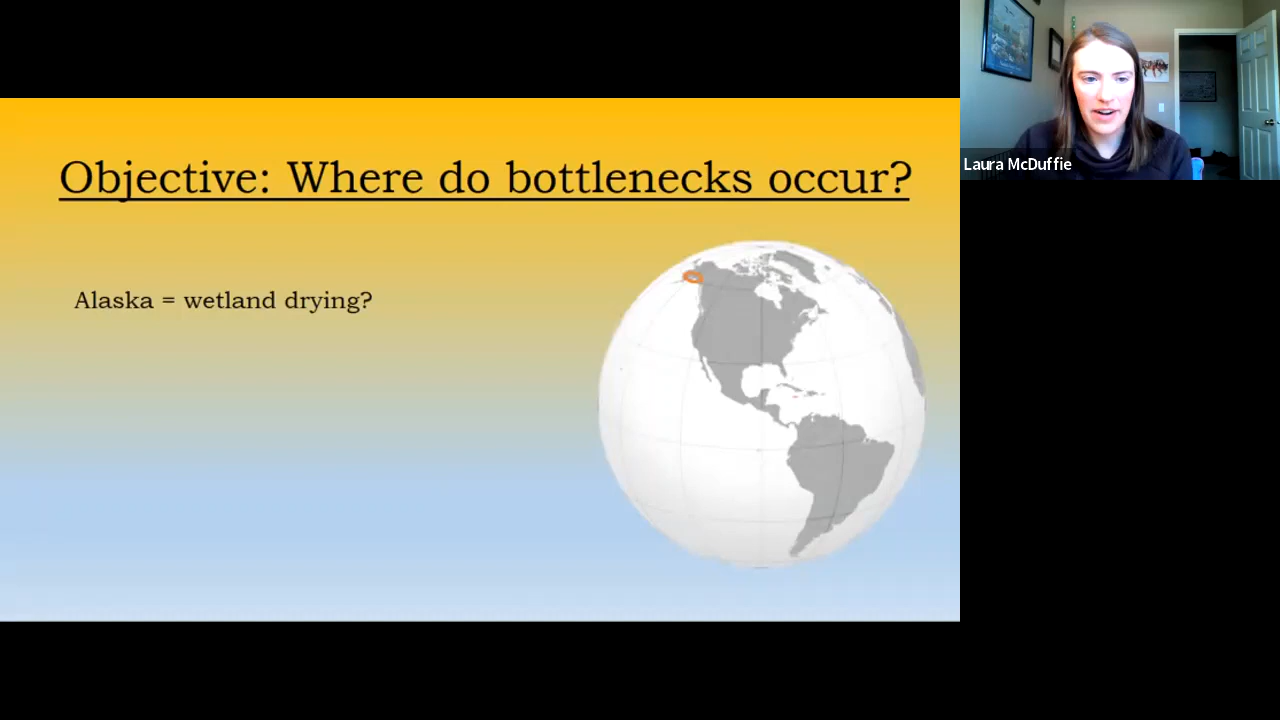 Objective: Where do bottlenecks occur?
Alaska = wetland drying?
Laura McDuffie